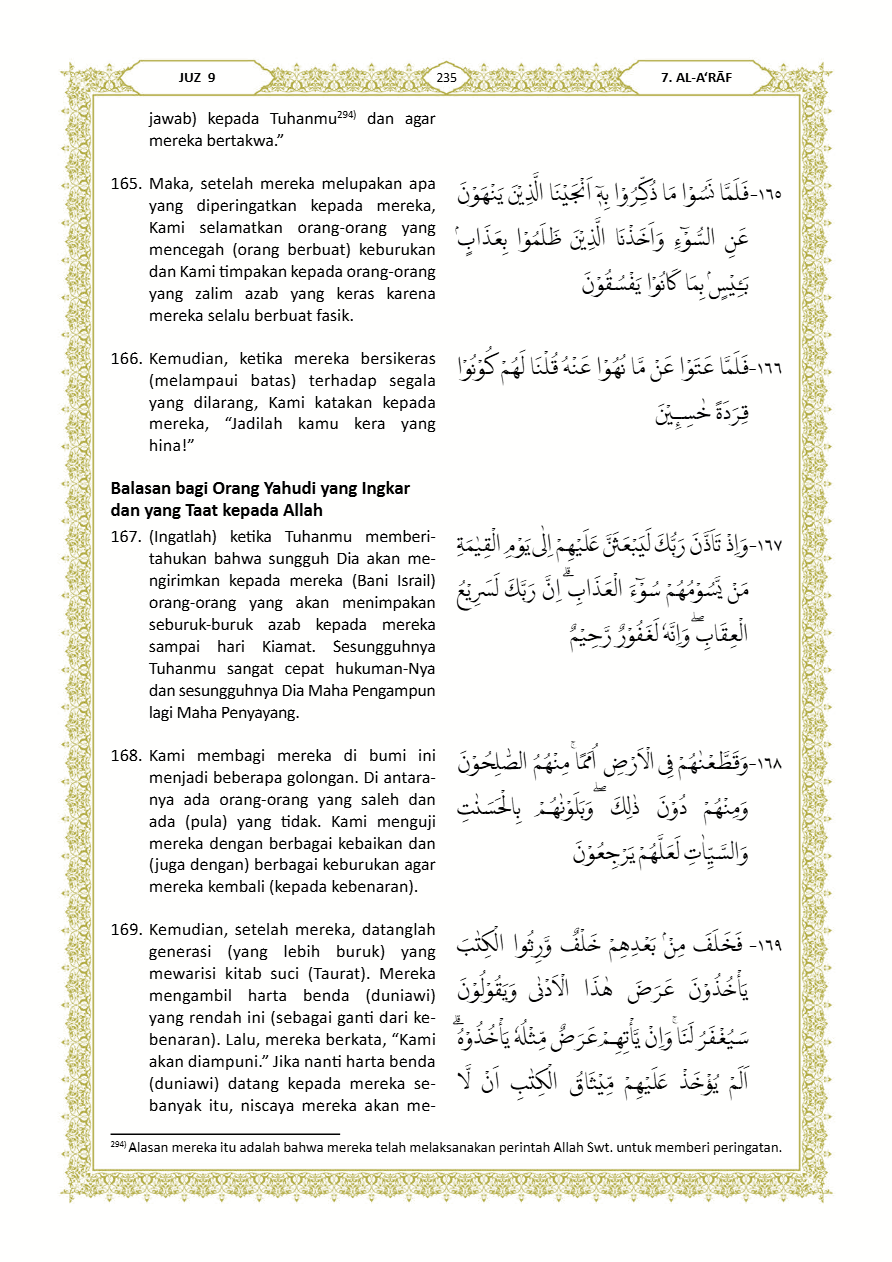 JUZ 9
235
7. AL-A‘RĀF
jawab) kepada Tuhanmu²⁹⁴⁾ dan agar
mereka bertakwa.”
165. Maka, setelah mereka melupakan apa
yang diperingatkan kepada mereka,
Kami selamatkan orang-orang yang
mencegah (orang berbuat) keburukan
dan Kami timpakan kepada orang-orang
yang zalim azab yang keras karena
mereka selalu berbuat fasik.
١٦٥-فَلَمَّا نَسُوْا مَا ذُكِّرُوْا بِهٖٓ اَنْجَيْنَا الَّذِيْنَ يَنْهَوْنَ
عَنِ السُّوْۤءِ وَاَخَذْنَا الَّذِيْنَ ظَلَمُوْا بِعَذَابٍۢ
بَـِٔيْسٍۢ بِمَا كَانُوْا يَفْسُقُوْنَ
166. Kemudian, ketika mereka bersikeras
(melampaui batas) terhadap segala
yang dilarang, Kami katakan kepada
mereka, “Jadilah kamu kera yang
hina!”
١٦٦-فَلَمَّا عَتَوْا عَنْ مَّا نُهُوْا عَنْهُ قُلْنَا لَهُمْ كُوْنُوْا
قِرَدَةً خٰسِـِٕيْنَ
Balasan bagi Orang Yahudi yang Ingkar
dan yang Taat kepada Allah
167. (Ingatlah) ketika Tuhanmu memberi-
tahukan bahwa sungguh Dia akan me-
ngirimkan kepada mereka (Bani Israil)
orang-orang yang akan menimpakan
seburuk-buruk azab kepada mereka
sampai hari Kiamat. Sesungguhnya
Tuhanmu sangat cepat hukuman-Nya
dan sesungguhnya Dia Maha Pengampun
lagi Maha Penyayang.
١٦٧-وَاِذْ تَاَذَّنَ رَبُّكَ لَيَبْعَثَنَّ عَلَيْهِمْ اِلٰى يَوْمِ الْقِيٰمَةِ
مَنْ يَّسُوْمُهُمْ سُوْۤءَ الْعَذَابِۗ اِنَّ رَبَّكَ لَسَرِيْعُ
الْعِقَابِۖ وَاِنَّهٗ لَغَفُوْرٌ رَّحِيْمٌ
168. Kami membagi mereka di bumi ini
menjadi beberapa golongan. Di antara-
nya ada orang-orang yang saleh dan
ada (pula) yang tidak. Kami menguji
mereka dengan berbagai kebaikan dan
(juga dengan) berbagai keburukan agar
mereka kembali (kepada kebenaran).
١٦٨-وَقَطَّعْنٰهُمْ فِى الْاَرْضِ اُمَمًاۚ مِنْهُمُ الصّٰلِحُوْنَ
وَمِنْهُمْ دُوْنَ ذٰلِكَۖ وَبَلَوْنٰهُمْ بِالْحَسَنٰتِ
وَالسَّيِّاٰتِ لَعَلَّهُمْ يَرْجِعُوْنَ
169. Kemudian, setelah mereka, datanglah
generasi (yang lebih buruk) yang
mewarisi kitab suci (Taurat). Mereka
mengambil harta benda (duniawi)
yang rendah ini (sebagai ganti dari ke-
benaran). Lalu, mereka berkata, “Kami
akan diampuni.” Jika nanti harta benda
(duniawi) datang kepada mereka se-
banyak itu, niscaya mereka akan me-
١٦٩- فَخَلَفَ مِنْۢ بَعْدِهِمْ خَلْفٌ وَّرِثُوا الْكِتٰبَ
يَأْخُذُوْنَ عَرَضَ هٰذَا الْاَدْنٰى وَيَقُوْلُوْنَ
سَيُغْفَرُ لَنَاۚ وَاِنْ يَّأْتِهِمْ عَرَضٌ مِّثْلُهٗ يَأْخُذُوْهُۗ
اَلَمْ يُؤْخَذْ عَلَيْهِمْ مِّيْثَاقُ الْكِتٰبِ اَنْ لَّا
²⁹⁴⁾ Alasan mereka itu adalah bahwa mereka telah melaksanakan perintah Allah Swt. untuk memberi peringatan.